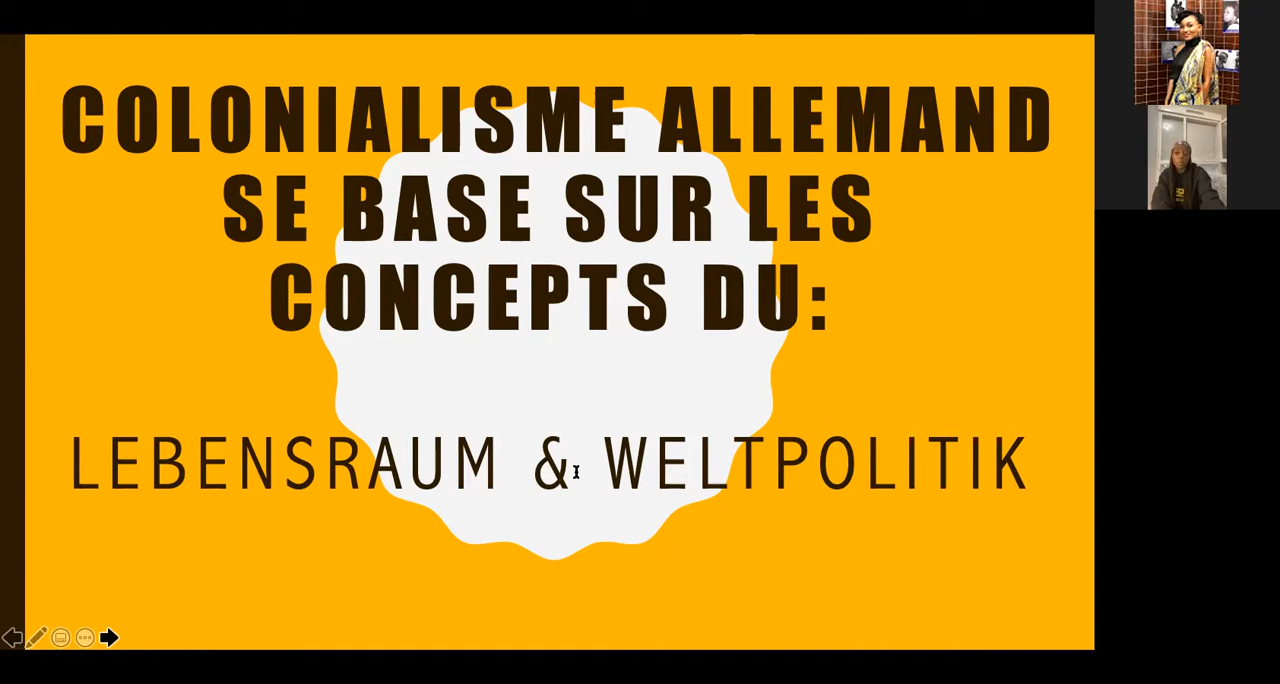 COLONIALISME ALLEMAND
SE BASE SUR LES
CONCEPTS DU:
LEBENSRAUM & WELTPOLITIK